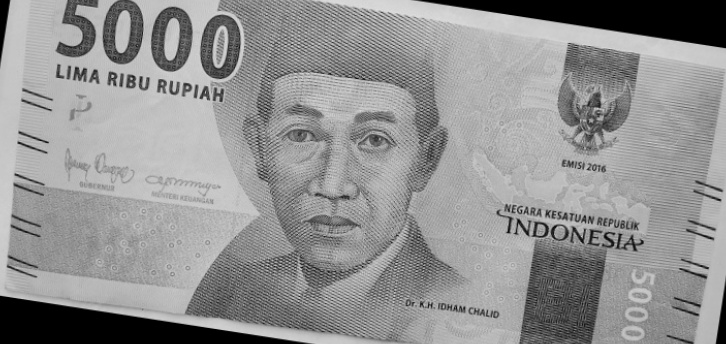 5000
LIMA RIBU RUPIAH
GUBERNUR
MENTERI KEUANGAN
EMISI 2016
NEGARA KESATUAN REPUBLIK
INDONESIA
Dr. K.H. IDHAM CHALID
5000